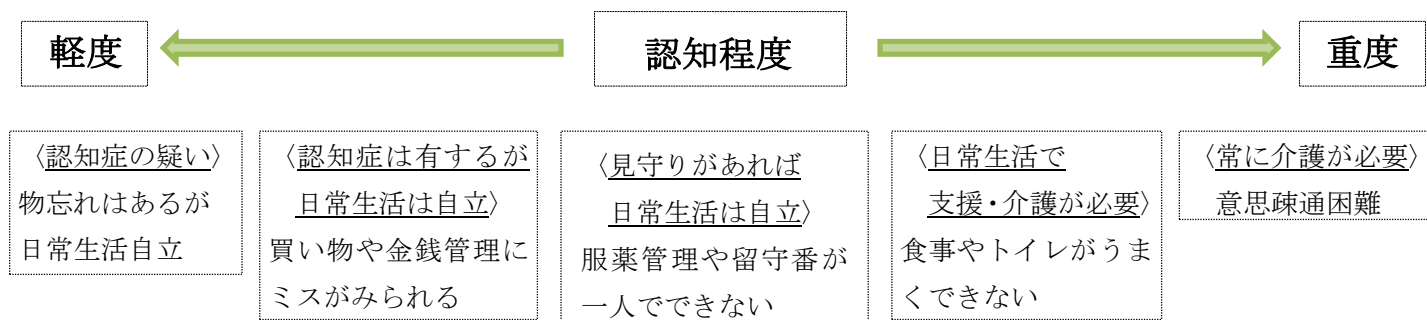 軽度
認知程度
重度
〈認知症の疑い〉
物忘れはあるが
日常生活自立
〈認知症は有するが
日常生活は自立〉
買い物や金銭管理に
ミスがみられる
〈見守りがあれば
日常生活は自立〉
服薬管理や留守番が
一人でできない
〈日常生活で
支援・介護が必要〉
食事やトイレがうま
くできない
〈常に介護が必要〉
意思疎通困難